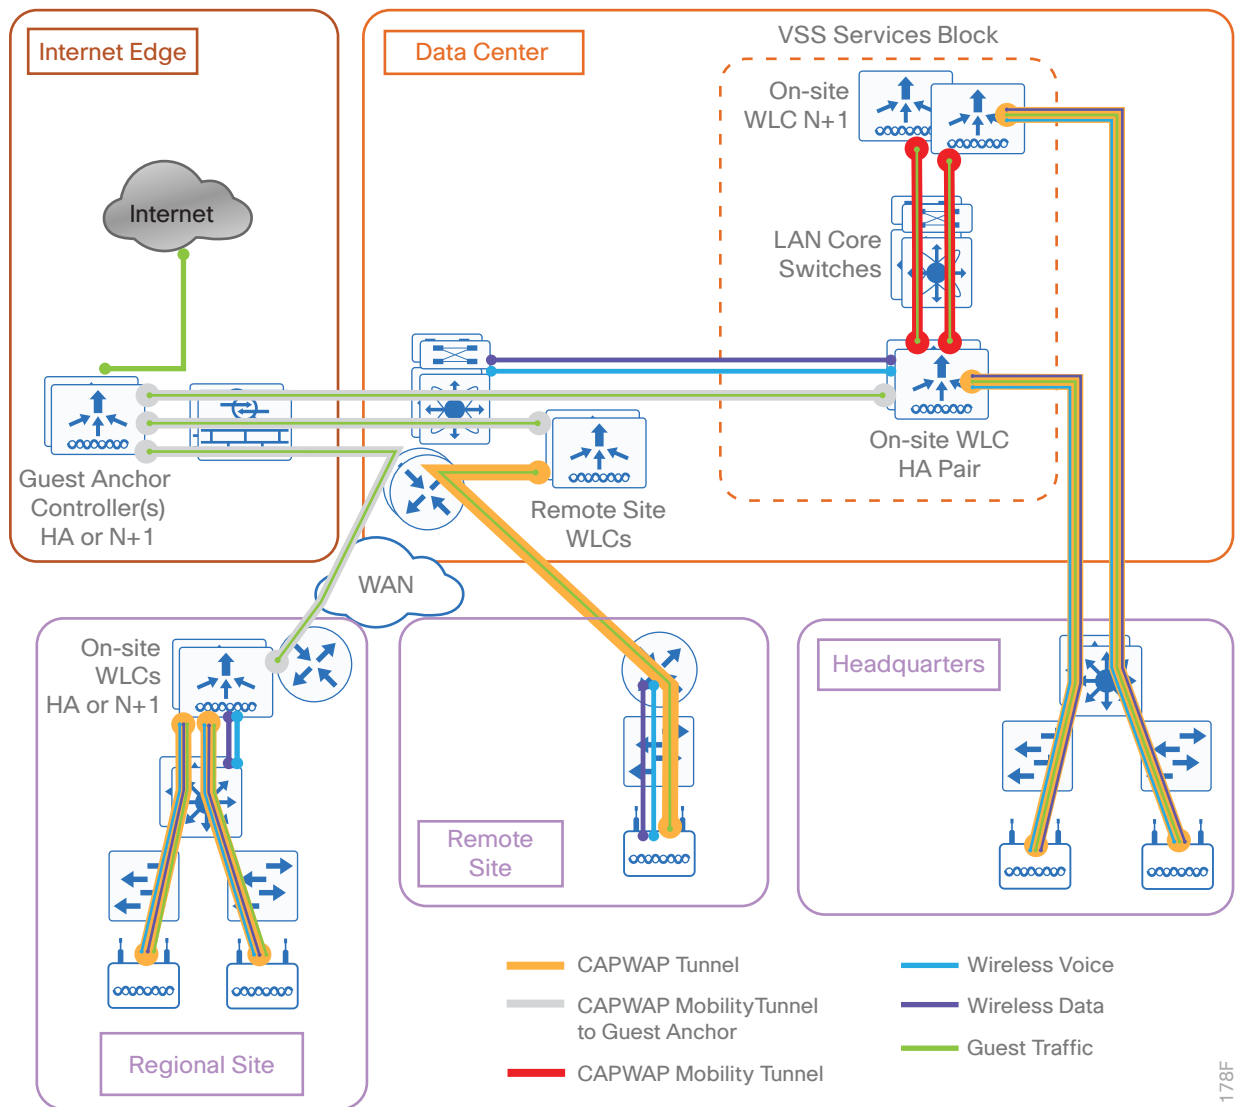 Internet Edge
Data Center
VSS Services Block
On-site
WLC N+1
Internet
LAN Core
Switches
Guest Anchor
Controller(s)
HA or N+1
On-site WLC
HA Pair
Remote Site
WLCs
WAN
On-site
WLCs
HA or N+1
Headquarters
Remote
Site
Regional Site
CAPWAP Tunnel
CAPWAP Mobility Tunnel
to Guest Anchor
CAPWAP Mobility Tunnel
Wireless Voice
Wireless Data
Guest Traffic
178F